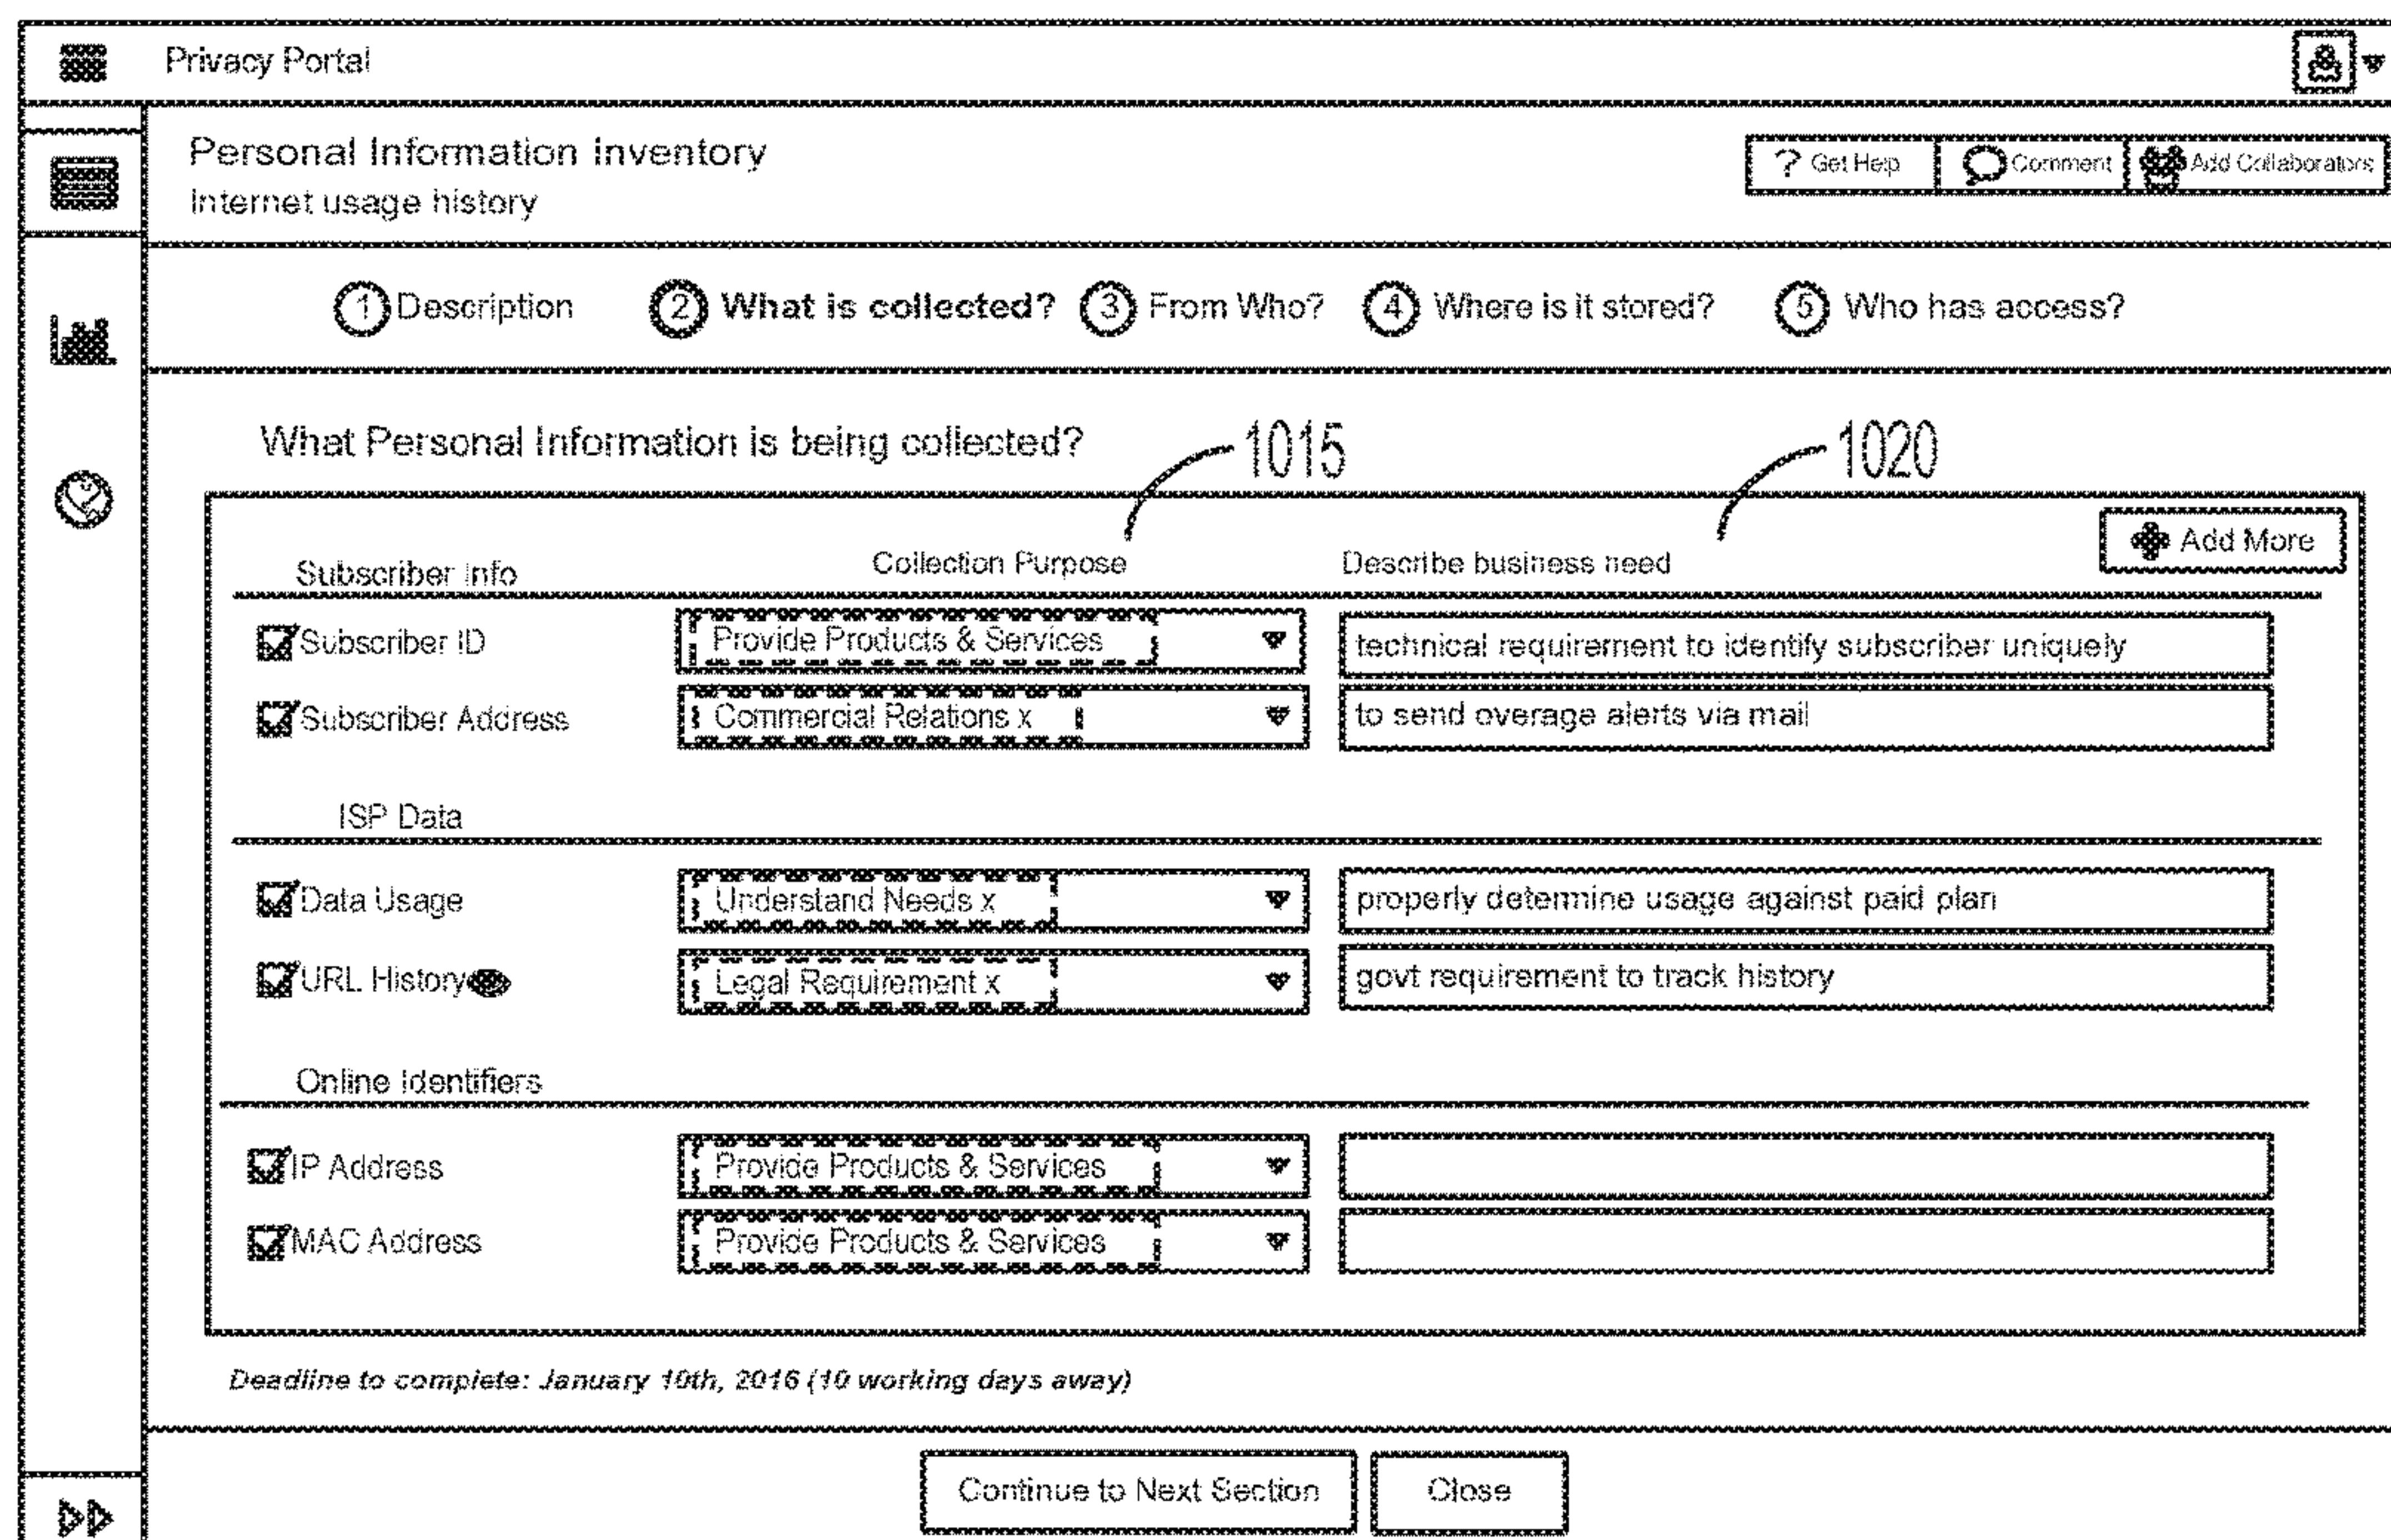 Privacy Portal
Personal Information Inventory
Internet usage history
? Get Help Comment Add Collaborators
1 Description 2 What is collected? 3 From Who? 4 Where is it stored? 5 Who has access?
What Personal Information is being collected? 1015 1020
Add More
Subscriber Info Collection Purpose Describe business need
Subscriber ID Provide Products & Services technical requirement to identify subscriber uniquely
Subscriber Address Commercial Relations x to send overage alerts via mail
ISP Data
Data Usage Understand Needs x properly determine usage against paid plan
URL History Legal Requirement x govt requirement to track history
Online Identifiers
IP Address Provide Products & Services
MAC Address Provide Products & Services
Deadline to complete: January 10th, 2016 (10 working days away)
Continue to Next Section Close